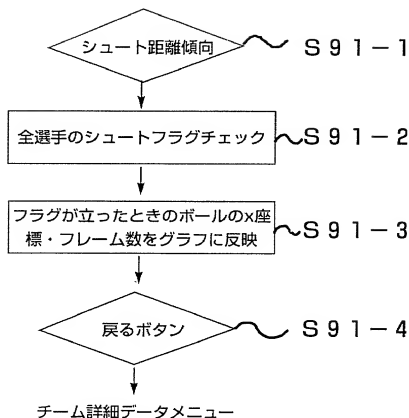 シュート距離傾向
S91-1
全選手のシュートフラグチェック
S91-2
フラグが立ったときのボールのx座
標・フレーム数をグラフに反映
S91-3
戻るボタン
S91-4
チーム詳細データメニュー